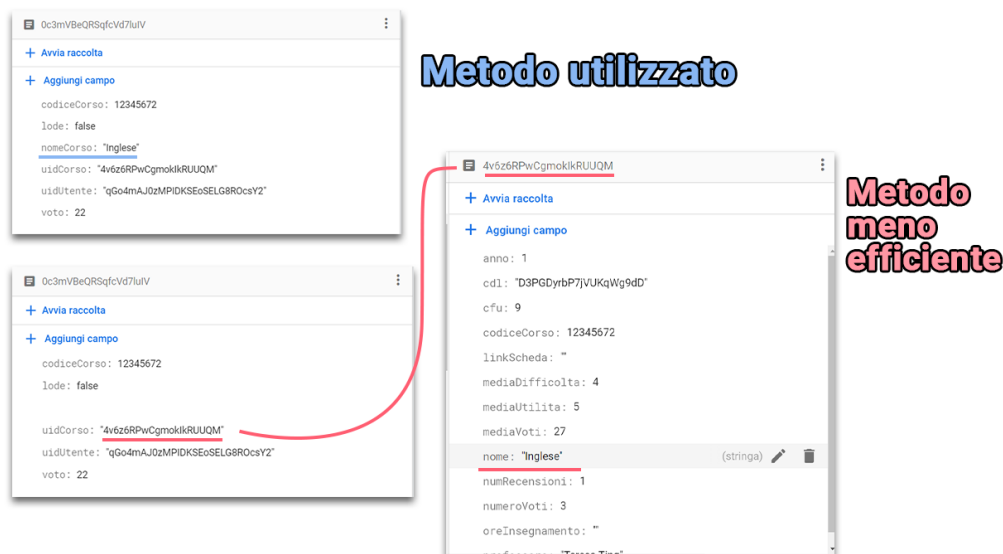 0c3mVBeQRSqfcVd7luIV
Avvia raccolta
Aggiungi campo
codiceCorso: 12345672
lode: false
nomeCorso: "Inglese"
uidCorso: "4v6z6RPwCgmokIkRUUQM"
uidUtente: "qGo4mAJ0zMPIDKSEoSELG8ROcsY2"
voto: 22
Metodo utilizzato
0c3mVBeQRSqfcVd7luIV
Avvia raccolta
Aggiungi campo
codiceCorso: 12345672
lode: false
uidCorso: "4v6z6RPwCgmokIkRUUQM"
uidUtente: "qGo4mAJ0zMPIDKSEoSELG8ROcsY2"
voto: 22
4v6z6RPwCgmokIkRUUQM
Avvia raccolta
Aggiungi campo
anno: 1
cdl: "D3PGDyrbP7jVUKqWg9dD"
cfu: 9
codiceCorso: 12345672
linkScheda: ""
mediaDifficolta: 4
mediaUtilita: 5
mediaVoti: 27
nome: "Inglese" (stringa)
numRecensioni: 1
numeroVoti: 3
oreInsegnamento: ""
Metodo
meno
efficiente